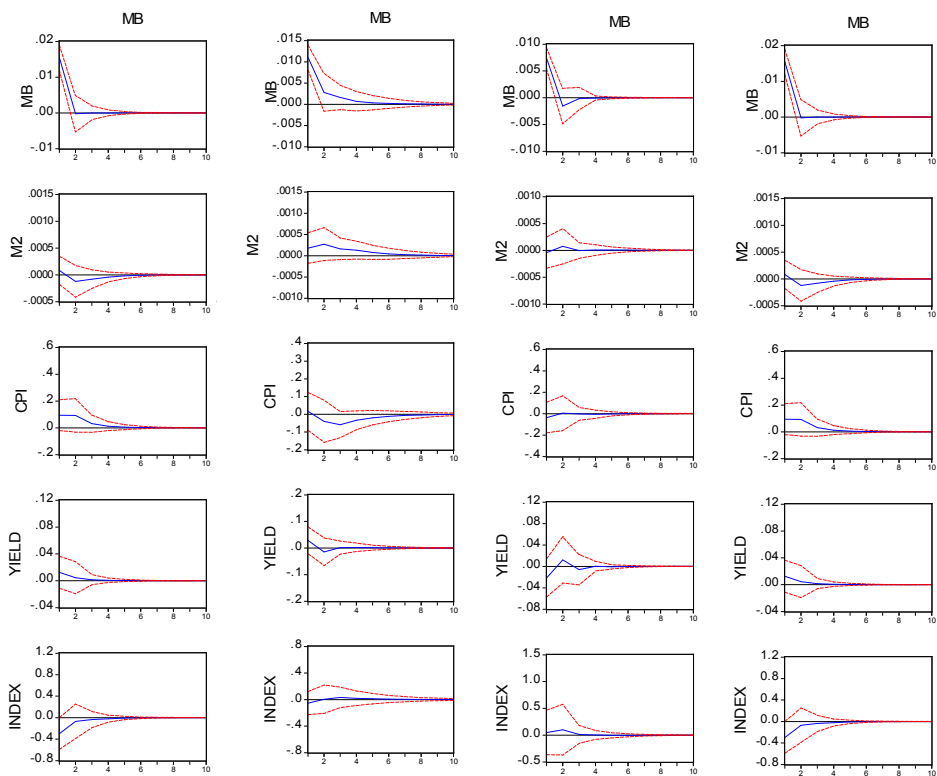 MB
MB
MB
MB
MB
.02
.01
.00
-.01
2 4 6 8 10
MB
.015
.010
.005
.000
-.005
-.010
2 4 6 8 10
MB
.010
.005
.000
-.005
-.010
2 4 6 8 10
MB
.02
.01
.00
-.01
2 4 6 8 10
M2
.0015
.0010
.0005
.0000
-.0005
2 4 6 8 10
M2
.0015
.0010
.0005
.0000
-.0005
-.0010
2 4 6 8 10
M2
.0010
.0005
.0000
-.0005
-.0010
2 4 6 8 10
M2
.0015
.0010
.0005
.0000
-.0005
2 4 6 8 10
CPI
.6
.4
.2
.0
-.2
2 4 6 8 10
CPI
.4
.3
.2
.1
.0
-.1
-.2
2 4 6 8 10
CPI
.6
.4
.2
.0
-.2
-.4
2 4 6 8 10
CPI
.6
.4
.2
.0
-.2
2 4 6 8 10
YIELD
.12
.08
.04
.00
-.04
2 4 6 8 10
YIELD
.2
.1
.0
-.1
-.2
2 4 6 8 10
YIELD
.12
.08
.04
.00
-.04
-.08
2 4 6 8 10
YIELD
.12
.08
.04
.00
-.04
2 4 6 8 10
INDEX
1.2
0.8
0.4
0.0
-0.4
-0.8
2 4 6 8 10
INDEX
.8
.4
.0
-.4
-.8
2 4 6 8 10
INDEX
1.5
1.0
0.5
0.0
-0.5
2 4 6 8 10
INDEX
1.2
0.8
0.4
0.0
-0.4
-0.8
2 4 6 8 10